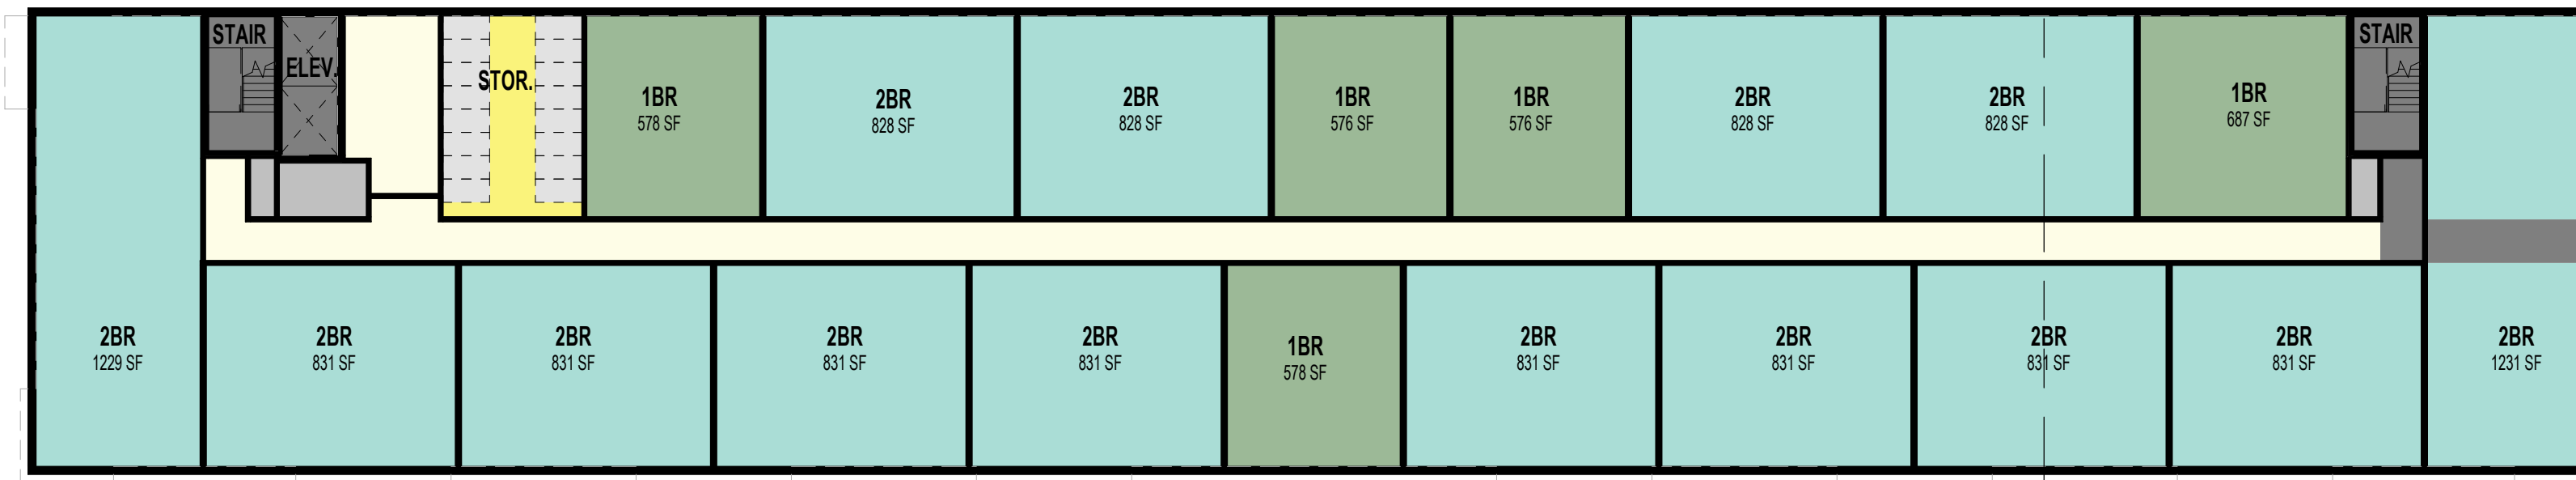 STAIR
ELEV.
STOR.
1BR
578 SF
2BR
828 SF
2BR
828 SF
1BR
576 SF
1BR
576 SF
2BR
828 SF
2BR
828 SF
1BR
687 SF
STAIR
2BR
1229 SF
2BR
831 SF
2BR
831 SF
2BR
831 SF
2BR
831 SF
1BR
578 SF
2BR
831 SF
2BR
831 SF
2BR
831 SF
2BR
831 SF
2BR
1231 SF